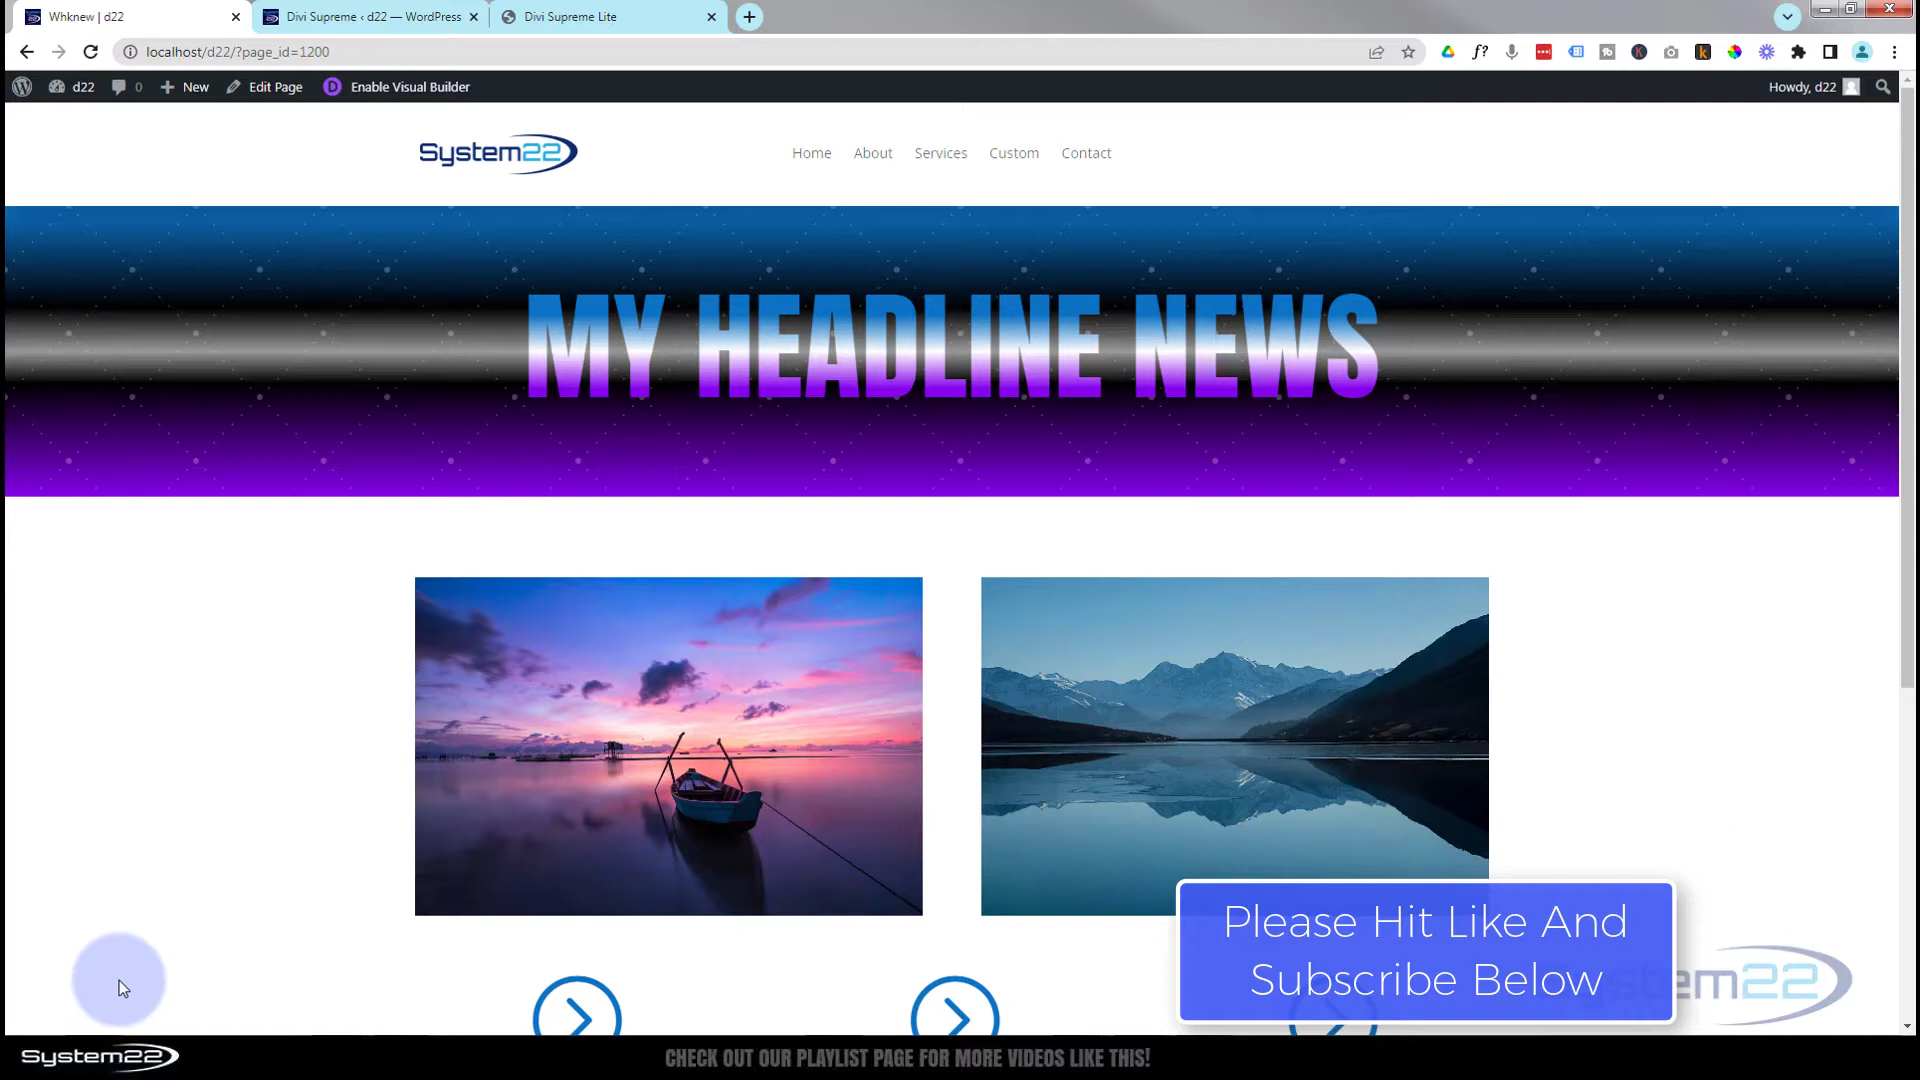 Whknew | d22
Divi Supreme ‹ d22 — WordPress
Divi Supreme Lite
localhost/d22/?page_id=1200
d22
0
New
Edit Page
Enable Visual Builder
Howdy, d22
System22
Home
About
Services
Custom
Contact
MY HEADLINE NEWS
Please Hit Like And
Subscribe Below
System22
System22
CHECK OUT OUR PLAYLIST PAGE FOR MORE VIDEOS LIKE THIS!